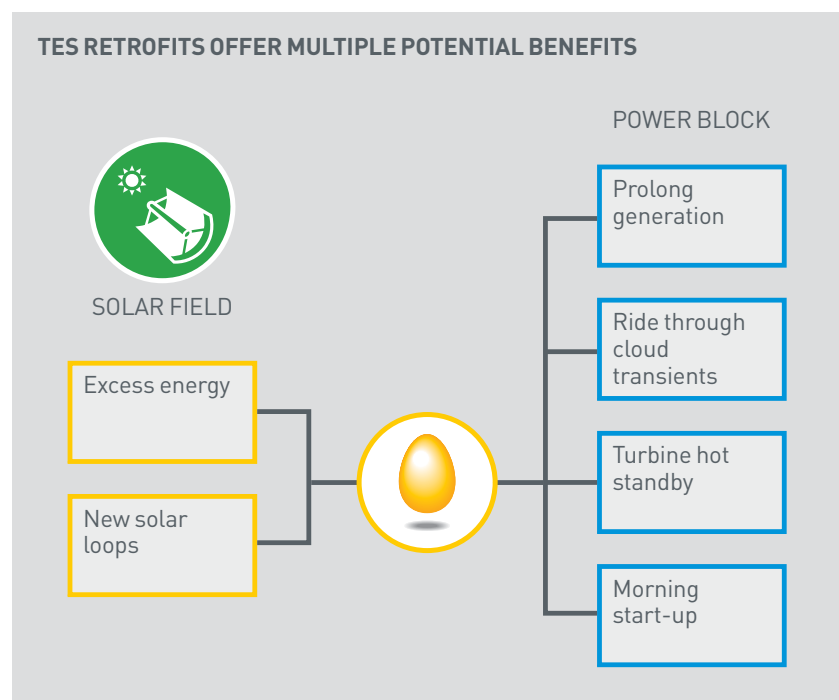 TES RETROFITS OFFER MULTIPLE POTENTIAL BENEFITS
SOLAR FIELD
Excess energy
New solar
loops
POWER BLOCK
Prolong
generation
Ride through
cloud
transients
Turbine hot
standby
Morning
start-up